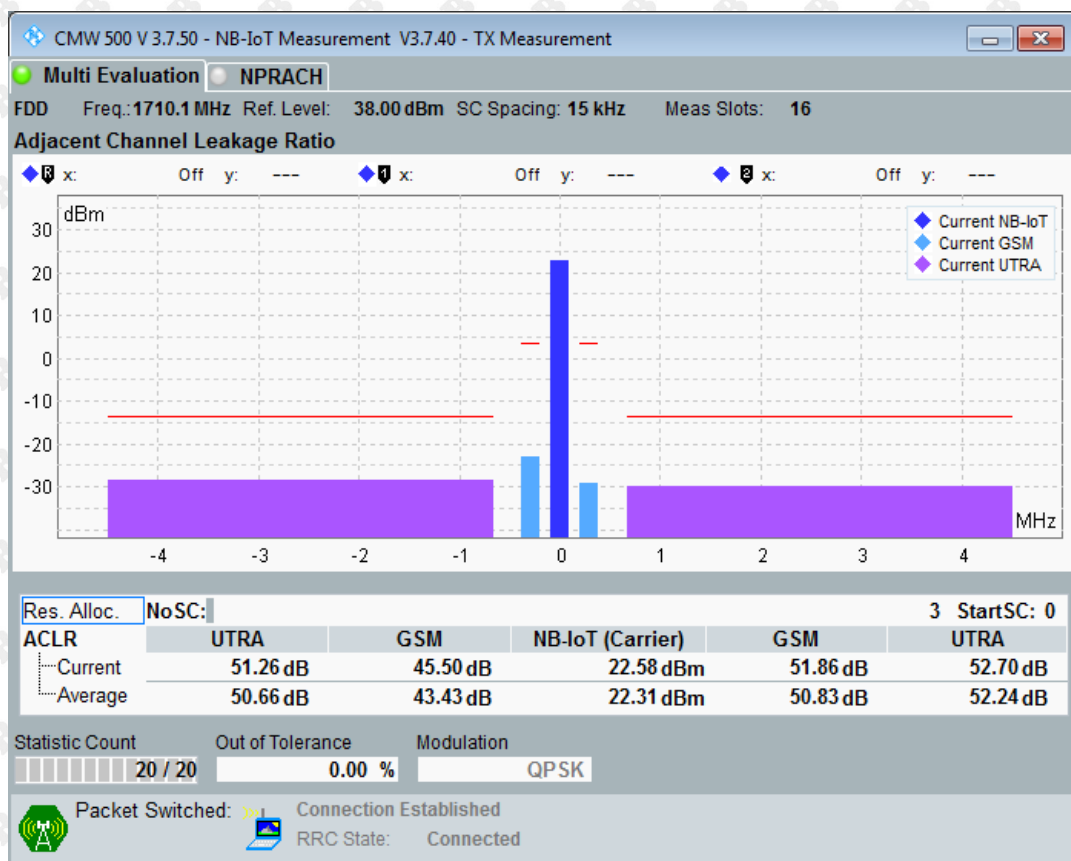 CMW 500 V 3.7.50 - NB-IoT Measurement V3.7.40 - TX Measurement
Multi Evaluation NPRACH
FDD Freq.: 1710.1 MHz Ref. Level: 38.00 dBm SC Spacing: 15 kHz Meas Slots: 16
Adjacent Channel Leakage Ratio
R x: Off y: --- 1 x: Off y: --- 2 x: Off y: ---
dBm
Current NB-IoT
Current GSM
Current UTRA
30
20
10
0
-10
-20
-30
MHz
-4 -3 -2 -1 0 1 2 3 4
Res. Alloc. NoSC: 3 StartSC: 0
ACLR UTRA GSM NB-IoT (Carrier) GSM UTRA
Current 51.26 dB 45.50 dB 22.58 dBm 51.86 dB 52.70 dB
Average 50.66 dB 43.43 dB 22.31 dBm 50.83 dB 52.24 dB
Statistic Count Out of Tolerance Modulation
20 / 20 0.00 % QPSK
Packet Switched: Connection Established
RRC State: Connected